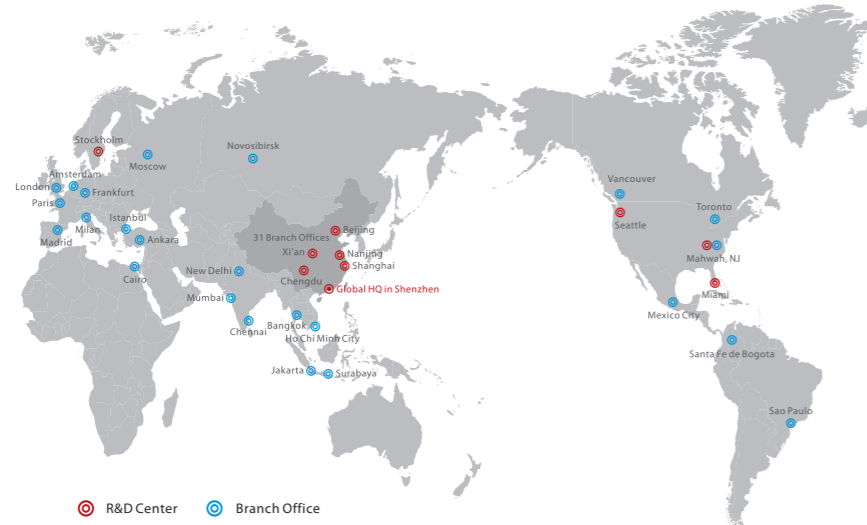 Stockholm
Moscow
Novosibirsk
Amsterdam
London
Frankfurt
Paris
Milan
Istanbul
Madrid
Ankara
Cairo
31 Branch Offices
Beijing
Xi'an
Nanjing
Shanghai
Chengdu
Global HQ in Shenzhen
New Delhi
Mumbai
Chennai
Bangkok
Ho Chi Minh City
Jakarta
Surabaya
Vancouver
Seattle
Toronto
Mahwah, NJ
Miami
Mexico City
Santa Fe de Bogota
Sao Paulo
R&D Center
Branch Office